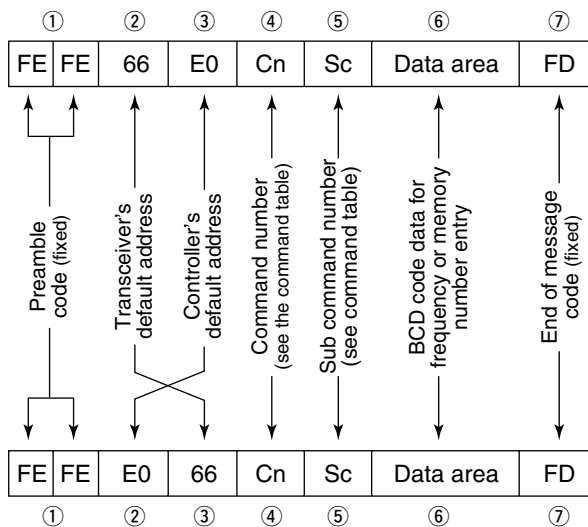 ① ② ③ ④ ⑤ ⑥ ⑦
FE FE 66 E0 Cn Sc Data area FD
Preamble
code (fixed)
Transceiver's
default address
Controller's
default address
Command number
(see the command table)
Sub command number
(see command table)
BCD code data for
frequency or memory
number entry
End of message
code (fixed)
FE FE E0 66 Cn Sc Data area FD
① ② ③ ④ ⑤ ⑥ ⑦